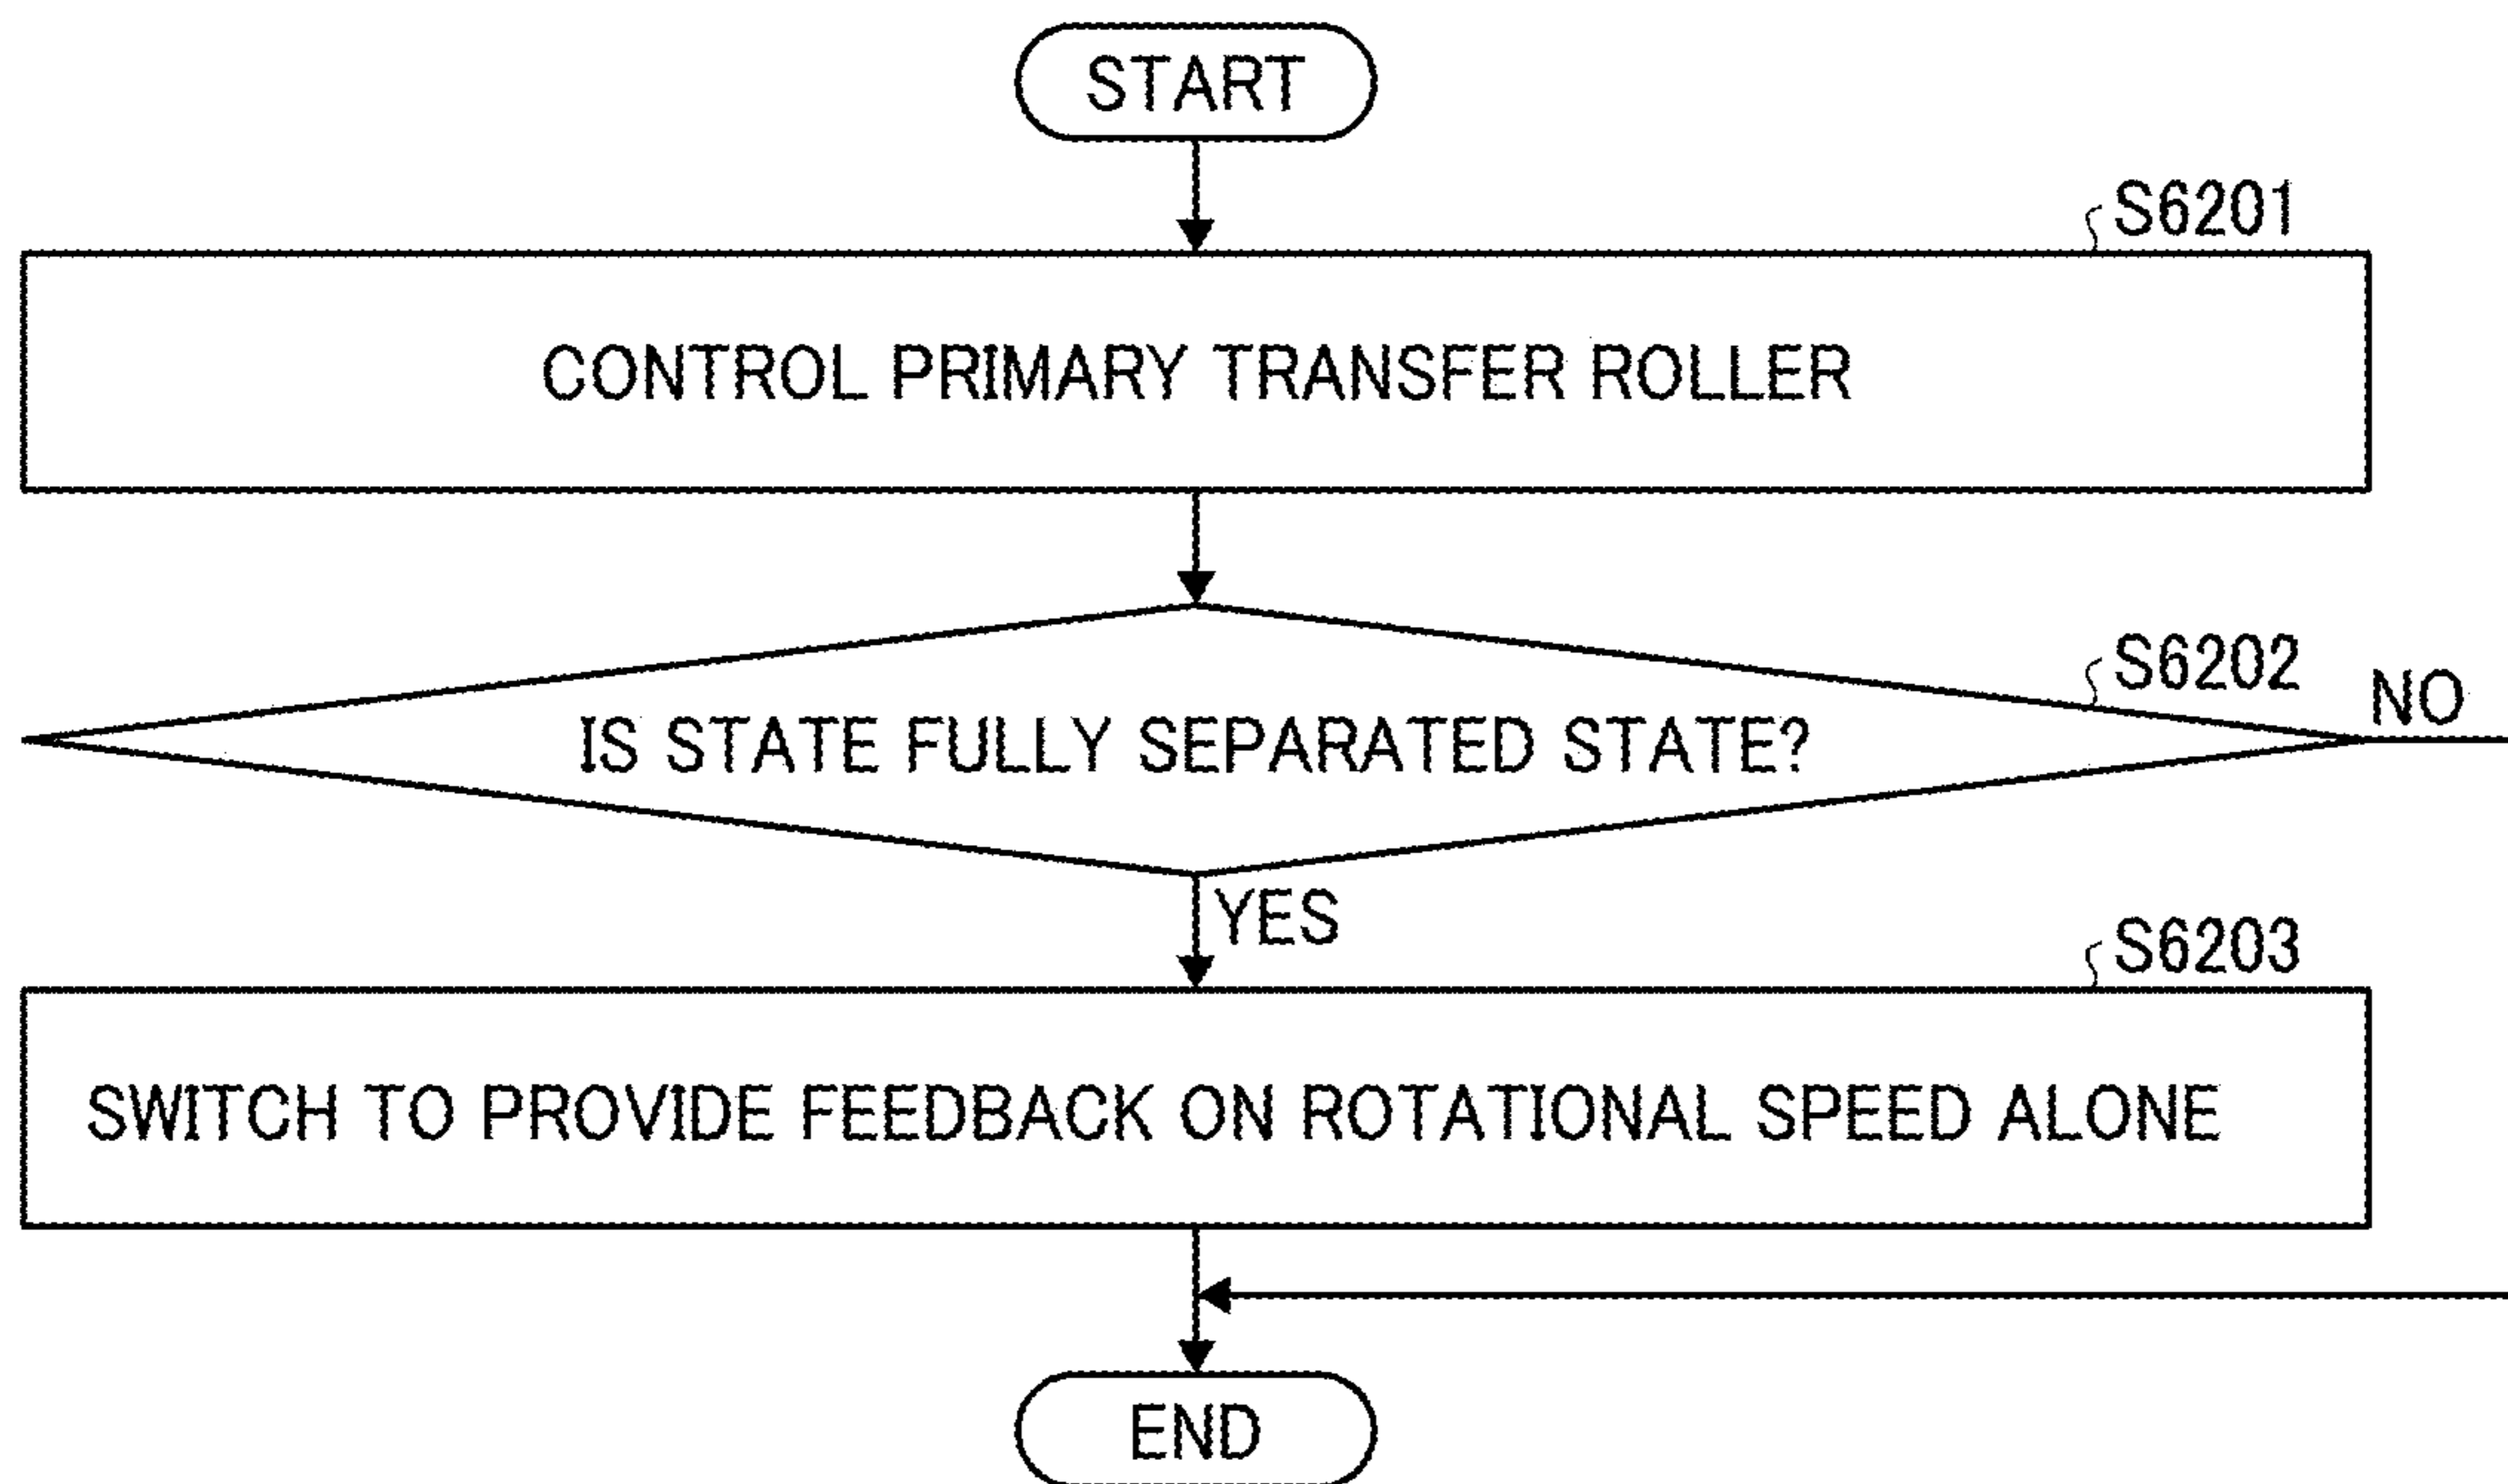 START
S6201
CONTROL PRIMARY TRANSFER ROLLER
S6202
NO
IS STATE FULLY SEPARATED STATE?
YES
S6203
SWITCH TO PROVIDE FEEDBACK ON ROTATIONAL SPEED ALONE
END